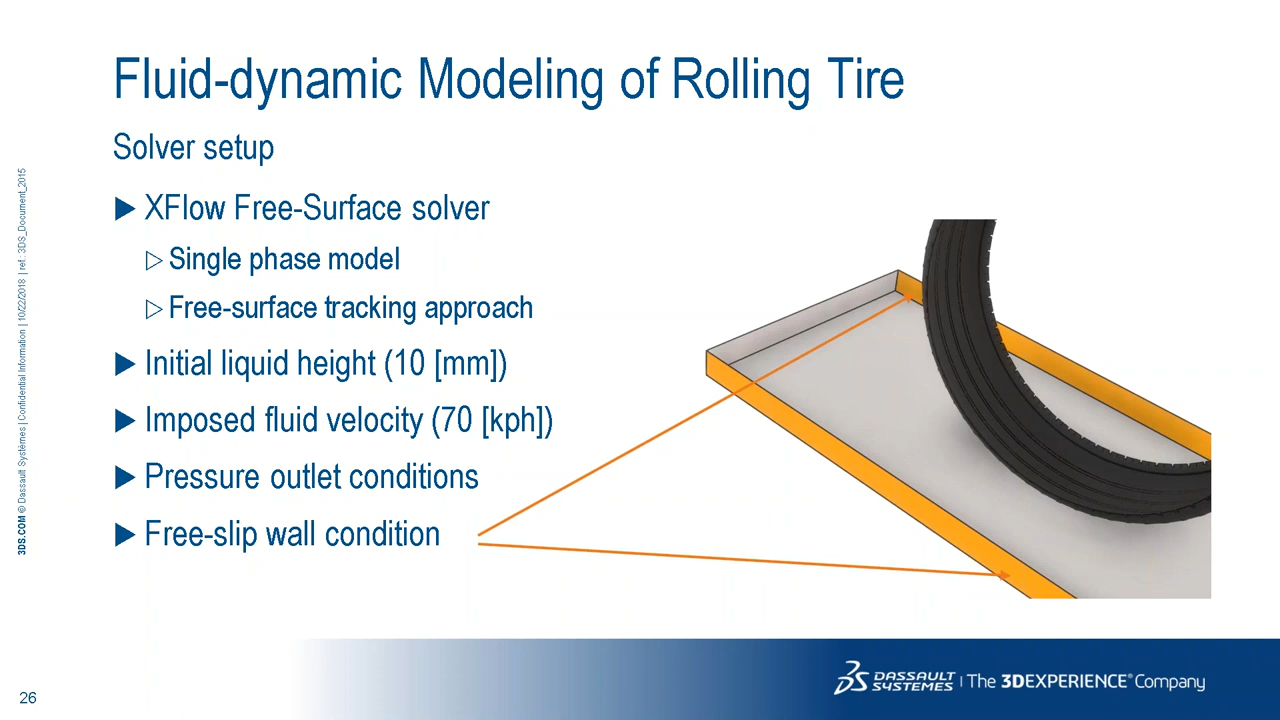 Fluid-dynamic Modeling of Rolling Tire
Solver setup
XFlow Free-Surface solver
Single phase model
Free-surface tracking approach
Initial liquid height (10 [mm])
Imposed fluid velocity (70 [kph])
Pressure outlet conditions
Free-slip wall condition
3DS.COM © Dassault Systèmes | Confidential Information | 10/22/2018 | ref.: 3DS_Document_2015
26
DASSAULT
SYSTEMES
| The 3DEXPERIENCE® Company